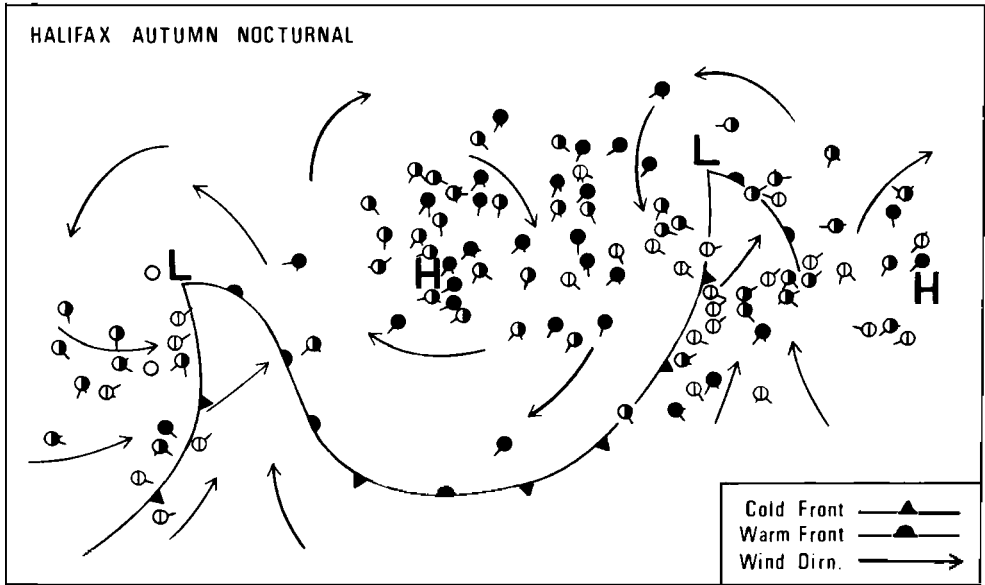 HALIFAX AUTUMN NOCTURNAL
L
L
H
H
Cold Front
Warm Front
Wind Dirn.